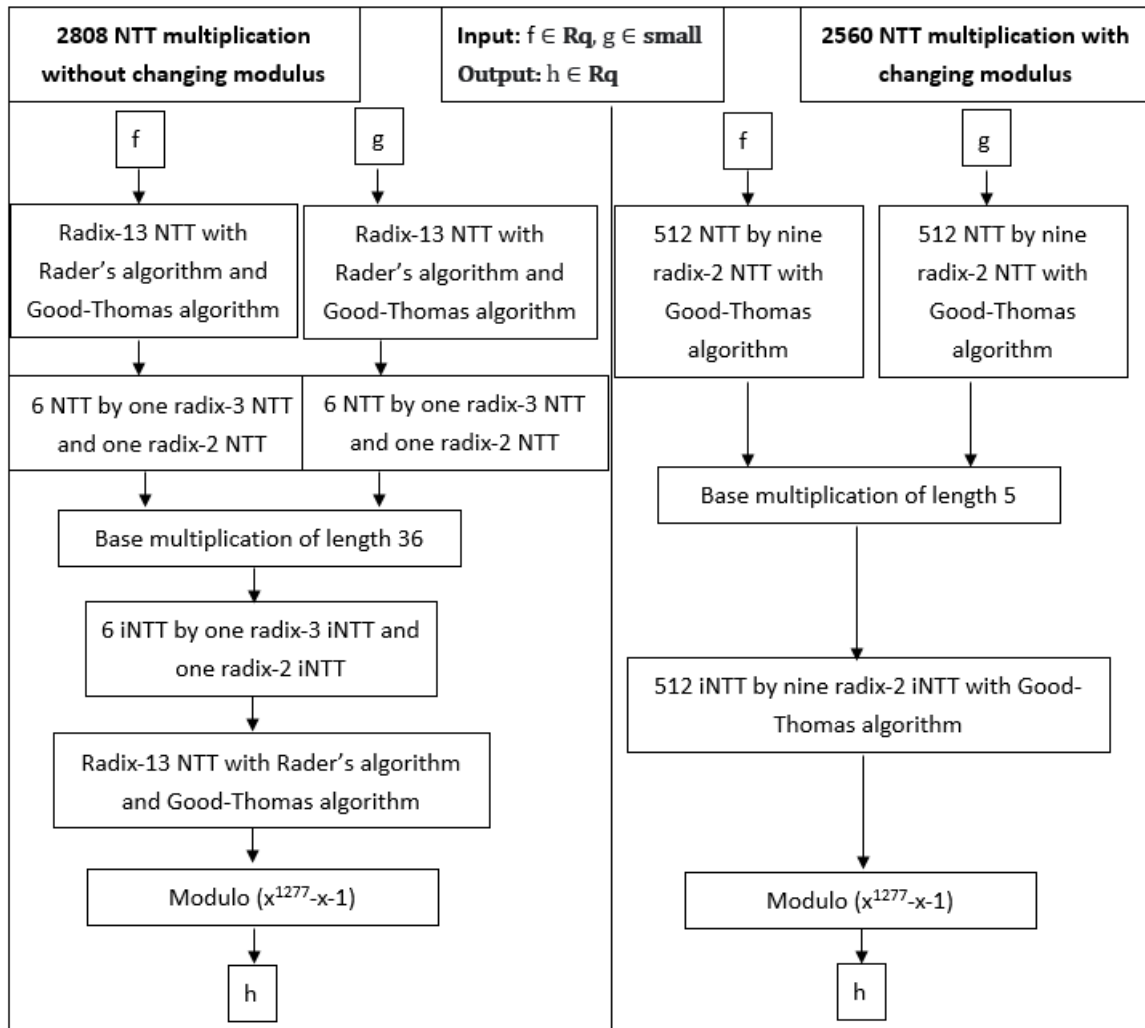 2808 NTT multiplication
without changing modulus
Input: f ∈ Rq, g ∈ small
Output: h ∈ Rq
2560 NTT multiplication with
changing modulus
f
g
Radix-13 NTT with
Rader's algorithm and
Good-Thomas algorithm
Radix-13 NTT with
Rader's algorithm and
Good-Thomas algorithm
6 NTT by one radix-3 NTT
and one radix-2 NTT
6 NTT by one radix-3 NTT
and one radix-2 NTT
Base multiplication of length 36
6 iNTT by one radix-3 iNTT and
one radix-2 iNTT
Radix-13 NTT with Rader's algorithm
and Good-Thomas algorithm
Modulo (x¹²⁷⁷-x-1)
h
f
g
512 NTT by nine
radix-2 NTT with
Good-Thomas
algorithm
512 NTT by nine
radix-2 NTT with
Good-Thomas
algorithm
Base multiplication of length 5
512 iNTT by nine radix-2 iNTT with Good-
Thomas algorithm
Modulo (x¹²⁷⁷-x-1)
h